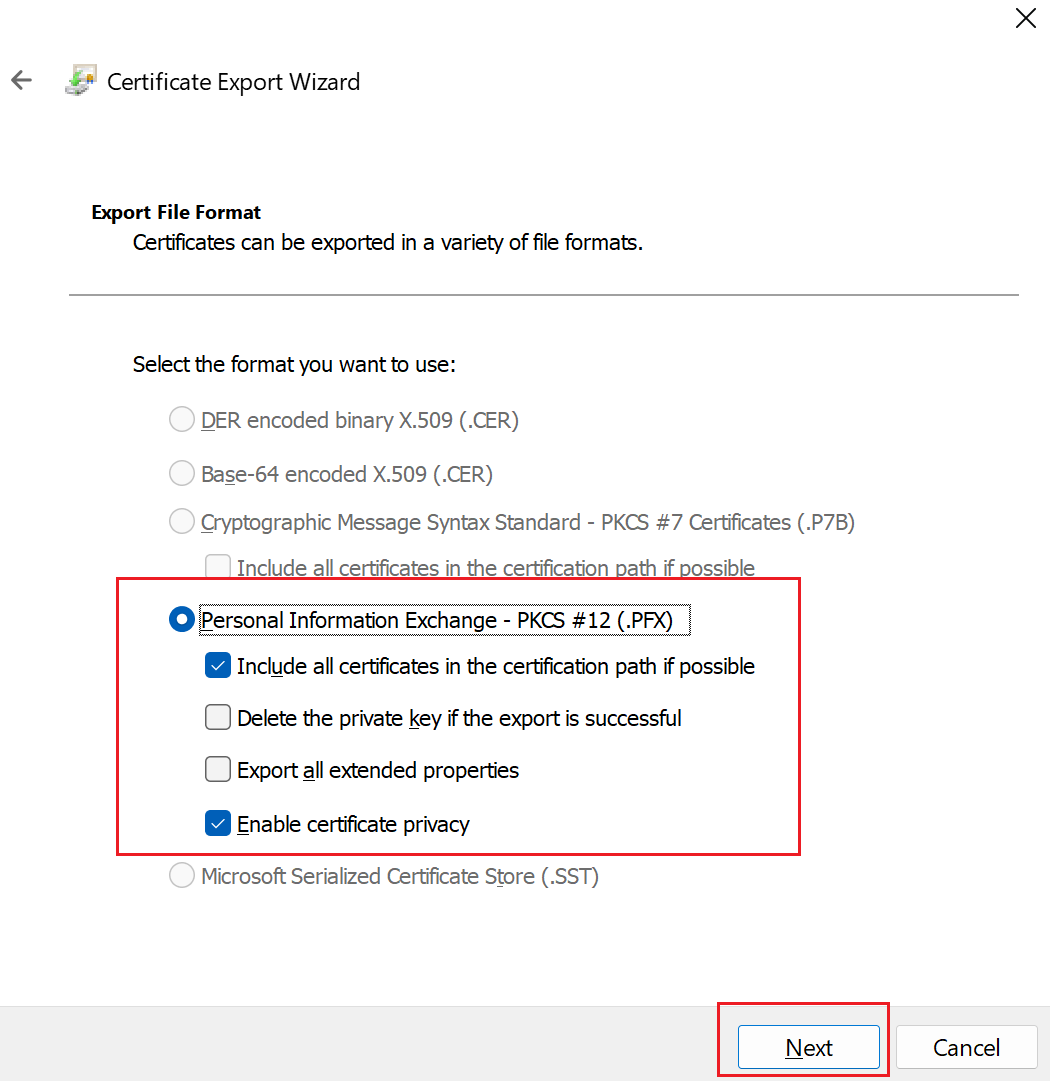 Certificate Export Wizard
Export File Format
Certificates can be exported in a variety of file formats.
Select the format you want to use:
DER encoded binary X.509 (.CER)
Base-64 encoded X.509 (.CER)
Cryptographic Message Syntax Standard - PKCS #7 Certificates (.P7B)
Include all certificates in the certification path if possible
Personal Information Exchange - PKCS #12 (.PFX)
Include all certificates in the certification path if possible
Delete the private key if the export is successful
Export all extended properties
Enable certificate privacy
Microsoft Serialized Certificate Store (.SST)
Next
Cancel